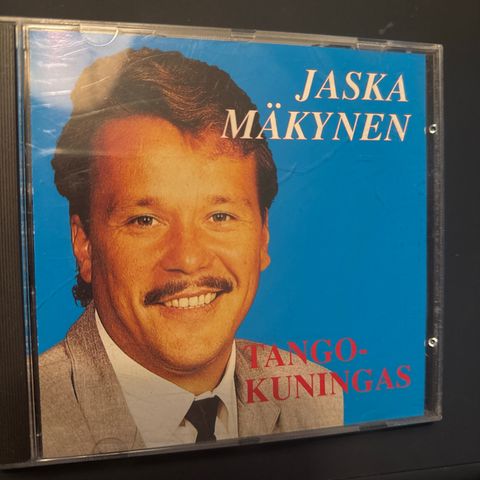 JASKA
MÄKYNEN
TANGO-
KUNINGAS